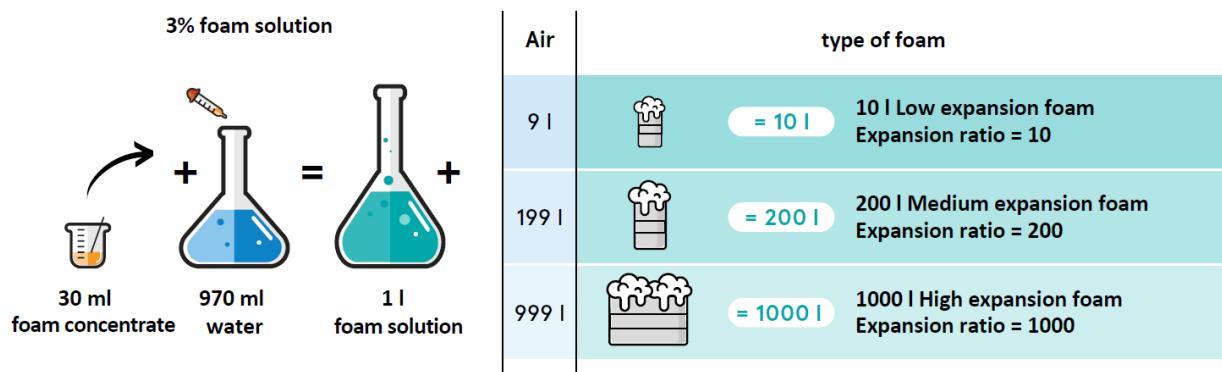 3% foam solution
30 ml
foam concentrate
+
970 ml
water
=
1 l
foam solution
+
Air
type of foam
9 l
= 10 l
10 l Low expansion foam
Expansion ratio = 10
199 l
= 200 l
200 l Medium expansion foam
Expansion ratio = 200
999 l
= 1000 l
1000 l High expansion foam
Expansion ratio = 1000